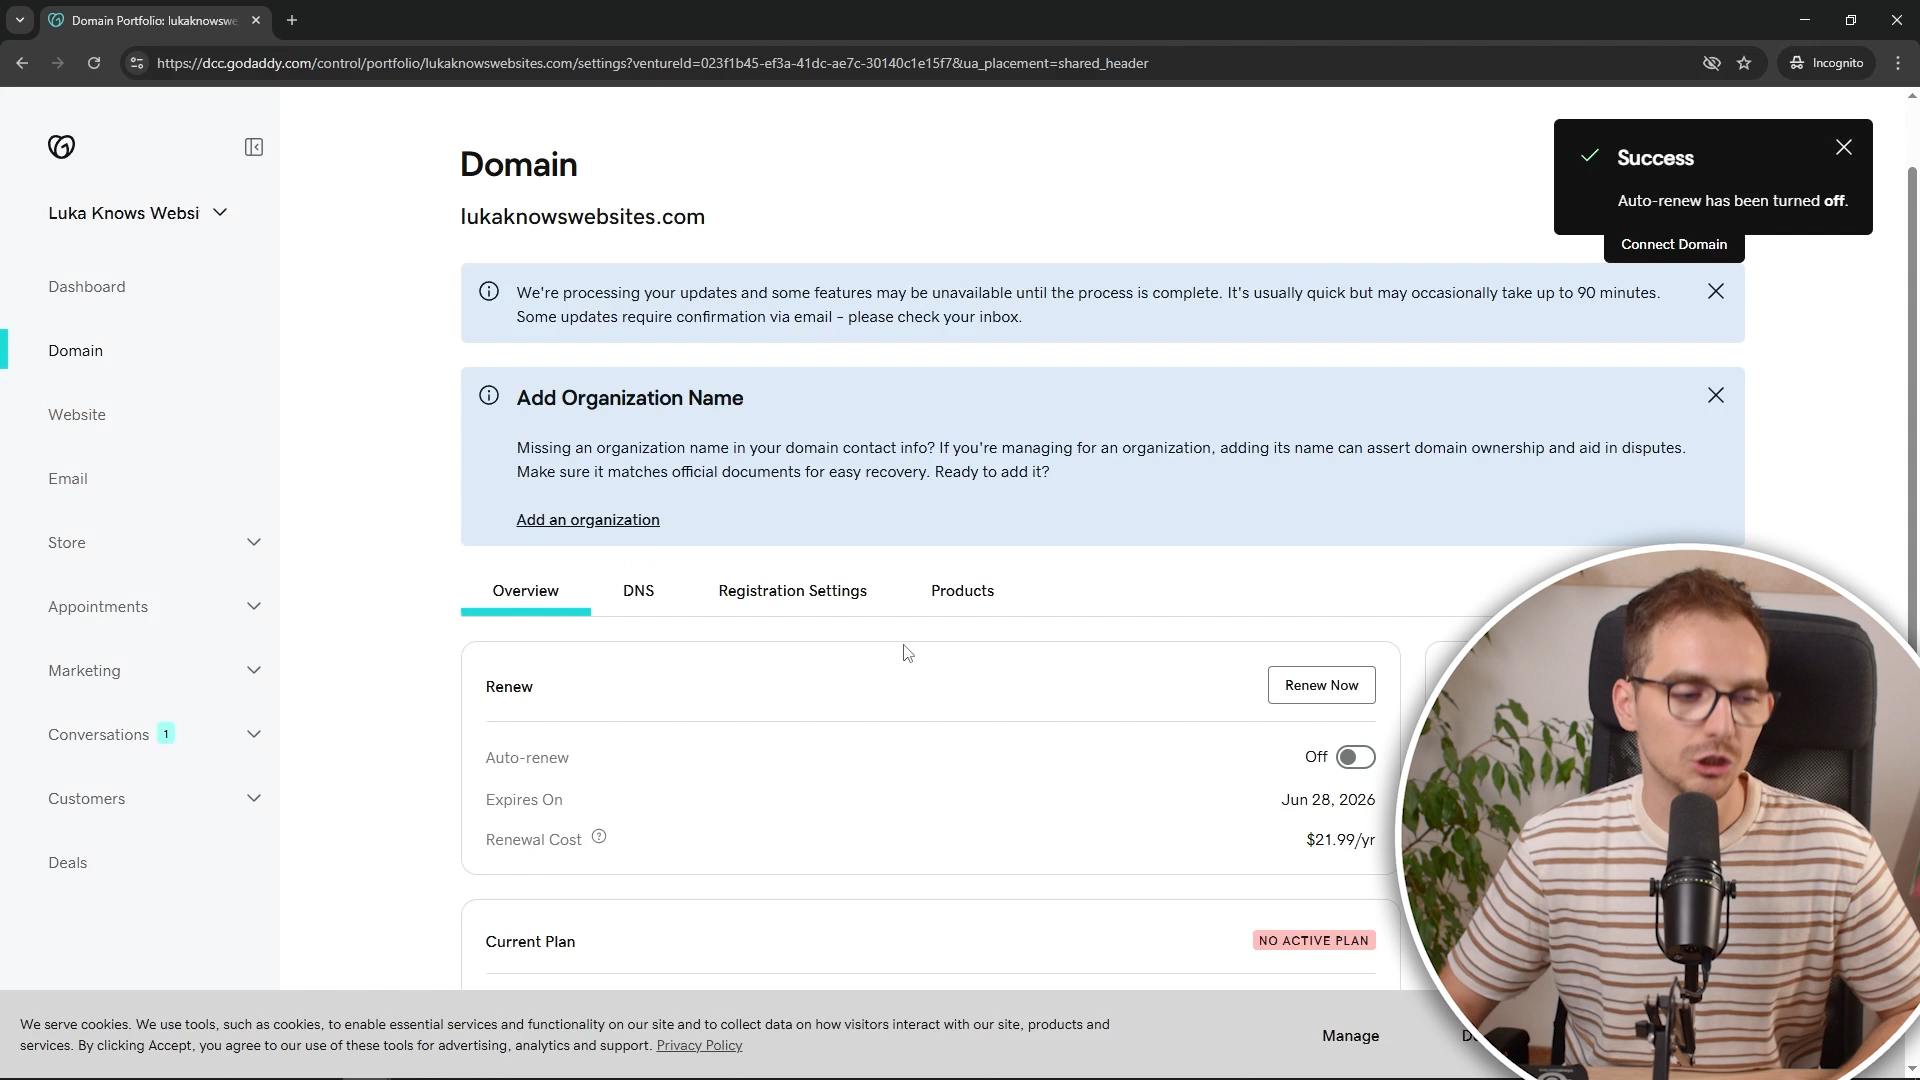 Domain Portfolio: lukaknowswe
https://dcc.godaddy.com/control/portfolio/lukaknowswebsites.com/settings?ventureId=023f1b45-ef3a-41dc-ae7c-30140c1e15f7&ua_placement=shared_header
Incognito
Luka Knows Websi
Dashboard
Domain
Website
Email
Store
Appointments
Marketing
Conversations 1
Customers
Deals
Domain
lukaknowswebsites.com
Success
Auto-renew has been turned off.
Connect Domain
We're processing your updates and some features may be unavailable until the process is complete. It's usually quick but may occasionally take up to 90 minutes.
Some updates require confirmation via email - please check your inbox.
Add Organization Name
Missing an organization name in your domain contact info? If you're managing for an organization, adding its name can assert domain ownership and aid in disputes.
Make sure it matches official documents for easy recovery. Ready to add it?
Add an organization
Overview DNS Registration Settings Products
Renew Renew Now
Auto-renew Off
Expires On Jun 28, 2026
Renewal Cost ? $21.99/yr
Current Plan NO ACTIVE PLAN
We serve cookies. We use tools, such as cookies, to enable essential services and functionality on our site and to collect data on how visitors interact with our site, products and
services. By clicking Accept, you agree to our use of these tools for advertising, analytics and support. Privacy Policy
Manage